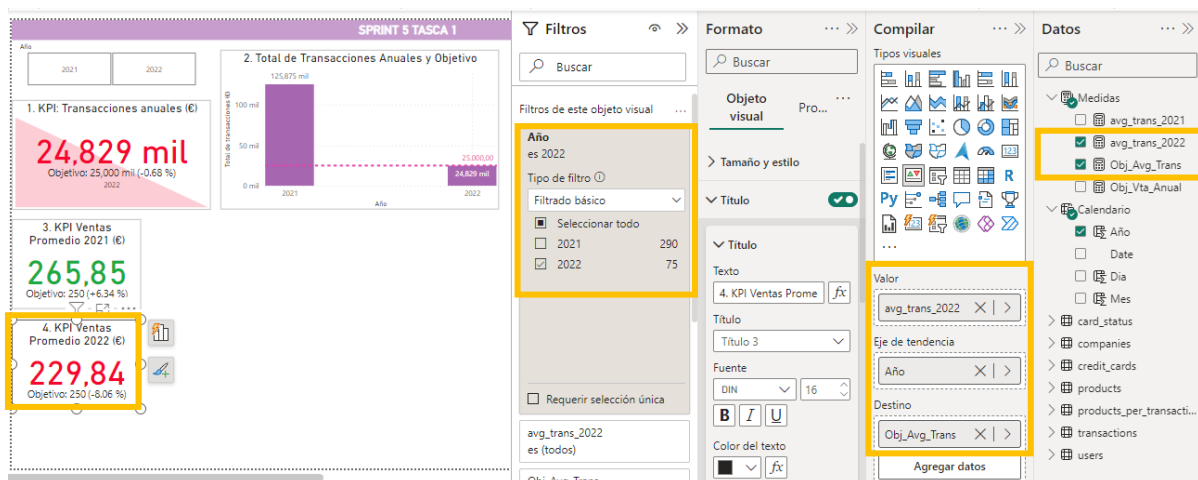 SPRINT 5 TASCA 1
Año
2021
2022
1. KPI: Transacciones anuales (€)
24,829 mil
Objetivo: 25,000 mil (-0.68 %)
2022
2. Total de Transacciones Anuales y Objetivo
125,875 mil
Total de transacciones (€)
100 mil
50 mil
0 mil
25.000,00
24,829 mil
2021
2022
Año
3. KPI Ventas
Promedio 2021 (€)
265,85
Objetivo: 250 (+6.34 %)
4. KPI Ventas
Promedio 2022 (€)
229,84
Objetivo: 250 (-8.06 %)
Filtros
Buscar
Filtros de este objeto visual
Año
es 2022
Tipo de filtro
Filtrado básico
Seleccionar todo
2021 290
2022 75
Requerir selección única
avg_trans_2022
es (todos)
Obj_Avg_Trans
Formato
Buscar
Objeto
visual
Pro...
Tamaño y estilo
Título
Título
Texto
4. KPI Ventas Prome
fx
Título
Título 3
Fuente
DIN
16
B I U
Color del texto
fx
Compilar
Tipos visuales
123
R
Py
...
Valor
avg_trans_2022
Eje de tendencia
Año
Destino
Obj_Avg_Trans
Agregar datos
Datos
Buscar
Medidas
avg_trans_2021
avg_trans_2022
Obj_Avg_Trans
Obj_Vta_Anual
Calendario
Año
Date
Dia
Mes
card_status
companies
credit_cards
products
products_per_transacti...
transactions
users